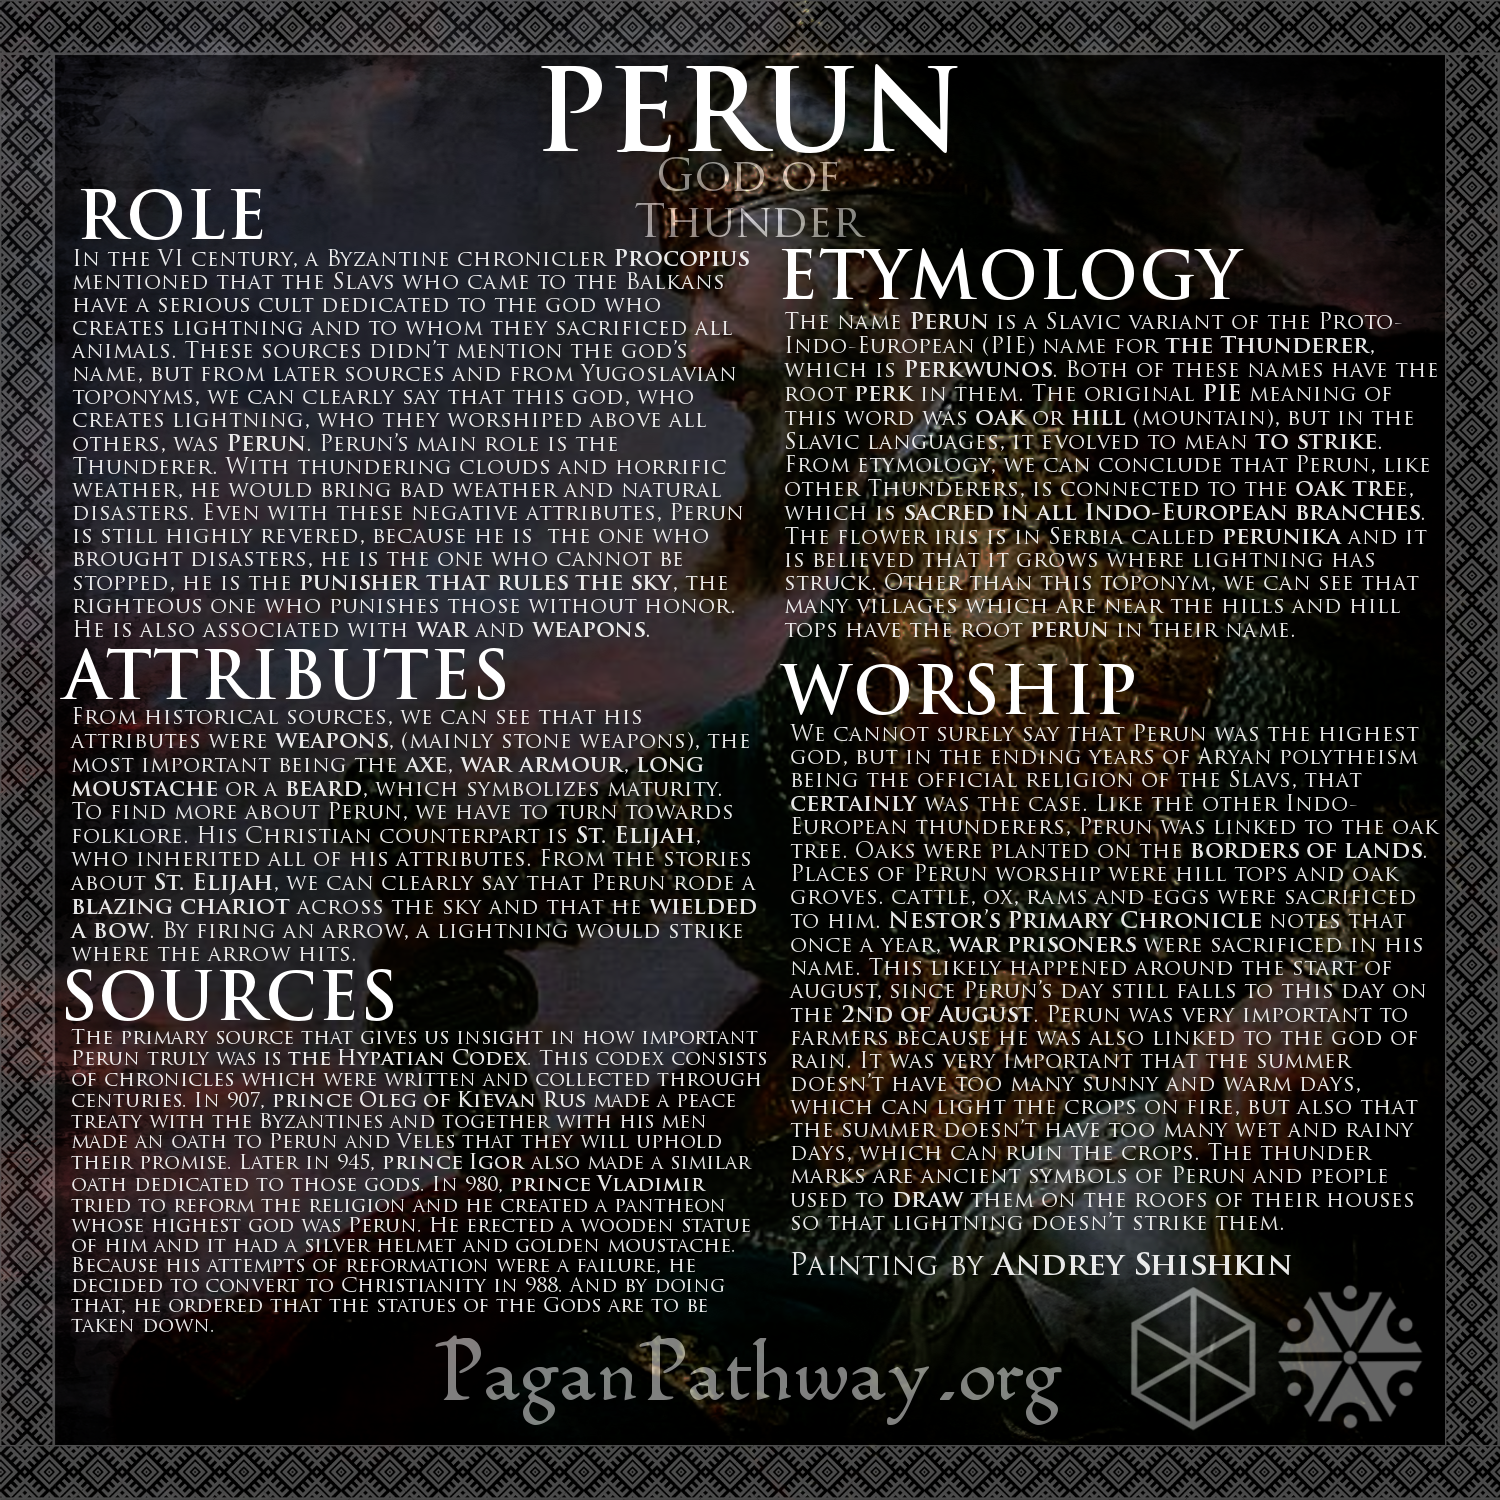 PERUN
GOD OF
THUNDER
ROLE
IN THE VI CENTURY, A BYZANTINE CHRONICLER PROCOPIUS
MENTIONED THAT THE SLAVS WHO CAME TO THE BALKANS
HAVE A SERIOUS CULT DEDICATED TO THE GOD WHO
CREATES LIGHTNING AND TO WHOM THEY SACRIFICED ALL
ANIMALS. THESE SOURCES DIDN'T MENTION THE GOD'S
NAME, BUT FROM LATER SOURCES AND FROM YUGOSLAVIAN
TOPONYMS, WE CAN CLEARLY SAY THAT THIS GOD, WHO
CREATES LIGHTNING, WHO THEY WORSHIPED ABOVE ALL
OTHERS, WAS PERUN. PERUN'S MAIN ROLE IS THE
THUNDERER. WITH THUNDERING CLOUDS AND HORRIFIC
WEATHER, HE WOULD BRING BAD WEATHER AND NATURAL
DISASTERS. EVEN WITH THESE NEGATIVE ATTRIBUTES, PERUN
IS STILL HIGHLY REVERED, BECAUSE HE IS THE ONE WHO
BROUGHT DISASTERS, HE IS THE ONE WHO CANNOT BE
STOPPED, HE IS THE PUNISHER THAT RULES THE SKY, THE
RIGHTEOUS ONE WHO PUNISHES THOSE WITHOUT HONOR.
HE IS ALSO ASSOCIATED WITH WAR AND WEAPONS.
ATTRIBUTES
FROM HISTORICAL SOURCES, WE CAN SEE THAT HIS
ATTRIBUTES WERE WEAPONS, (MAINLY STONE WEAPONS), THE
MOST IMPORTANT BEING THE AXE, WAR ARMOUR, LONG
MOUSTACHE OR A BEARD, WHICH SYMBOLIZES MATURITY.
TO FIND MORE ABOUT PERUN, WE HAVE TO TURN TOWARDS
FOLKLORE. HIS CHRISTIAN COUNTERPART IS ST. ELIJAH,
WHO INHERITED ALL OF HIS ATTRIBUTES. FROM THE STORIES
ABOUT ST. ELIJAH, WE CAN CLEARLY SAY THAT PERUN RODE A
BLAZING CHARIOT ACROSS THE SKY AND THAT HE WIELDED
A BOW. BY FIRING AN ARROW, A LIGHTNING WOULD STRIKE
WHERE THE ARROW HITS.
SOURCES
THE PRIMARY SOURCE THAT GIVES US INSIGHT IN HOW IMPORTANT
PERUN TRULY WAS IS THE HYPATIAN CODEX. THIS CODEX CONSISTS
OF CHRONICLES WHICH WERE WRITTEN AND COLLECTED THROUGH
CENTURIES. IN 907, PRINCE OLEG OF KIEVAN RUS MADE A PEACE
TREATY WITH THE BYZANTINES AND TOGETHER WITH HIS MEN
MADE AN OATH TO PERUN AND VELES THAT THEY WILL UPHOLD
THEIR PROMISE. LATER IN 945, PRINCE IGOR ALSO MADE A SIMILAR
OATH DEDICATED TO THOSE GODS. IN 980, PRINCE VLADIMIR
TRIED TO REFORM THE RELIGION AND HE CREATED A PANTHEON
WHOSE HIGHEST GOD WAS PERUN. HE ERECTED A WOODEN STATUE
OF HIM AND IT HAD A SILVER HELMET AND GOLDEN MOUSTACHE.
BECAUSE HIS ATTEMPTS OF REFORMATION WERE A FAILURE, HE
DECIDED TO CONVERT TO CHRISTIANITY IN 988. AND BY DOING
THAT, HE ORDERED THAT THE STATUES OF THE GODS ARE TO BE
TAKEN DOWN.
ETYMOLOGY
THE NAME PERUN IS A SLAVIC VARIANT OF THE PROTO-
INDO-EUROPEAN (PIE) NAME FOR THE THUNDERER,
WHICH IS PERKWUNOS. BOTH OF THESE NAMES HAVE THE
ROOT PERK IN THEM. THE ORIGINAL PIE MEANING OF
THIS WORD WAS OAK OR HILL (MOUNTAIN), BUT IN THE
SLAVIC LANGUAGES, IT EVOLVED TO MEAN TO STRIKE.
FROM ETYMOLOGY, WE CAN CONCLUDE THAT PERUN, LIKE
OTHER THUNDERERS, IS CONNECTED TO THE OAK TREE,
WHICH IS SACRED IN ALL INDO-EUROPEAN BRANCHES.
THE FLOWER IRIS IS IN SERBIA CALLED PERUNIKA AND IT
IS BELIEVED THAT IT GROWS WHERE LIGHTNING HAS
STRUCK. OTHER THAN THIS TOPONYM, WE CAN SEE THAT
MANY VILLAGES WHICH ARE NEAR THE HILLS AND HILL
TOPS HAVE THE ROOT PERUN IN THEIR NAME.
WORSHIP
WE CANNOT SURELY SAY THAT PERUN WAS THE HIGHEST
GOD, BUT IN THE ENDING YEARS OF ARYAN POLYTHEISM
BEING THE OFFICIAL RELIGION OF THE SLAVS, THAT
CERTAINLY WAS THE CASE. LIKE THE OTHER INDO-
EUROPEAN THUNDERERS, PERUN WAS LINKED TO THE OAK
TREE. OAKS WERE PLANTED ON THE BORDERS OF LANDS.
PLACES OF PERUN WORSHIP WERE HILL TOPS AND OAK
GROVES. CATTLE, OX, RAMS AND EGGS WERE SACRIFICED
TO HIM. NESTOR'S PRIMARY CHRONICLE NOTES THAT
ONCE A YEAR, WAR PRISONERS WERE SACRIFICED IN HIS
NAME. THIS LIKELY HAPPENED AROUND THE START OF
AUGUST, SINCE PERUN'S DAY STILL FALLS TO THIS DAY ON
THE 2ND OF AUGUST. PERUN WAS VERY IMPORTANT TO
FARMERS BECAUSE HE WAS ALSO LINKED TO THE GOD OF
RAIN. IT WAS VERY IMPORTANT THAT THE SUMMER
DOESN'T HAVE TOO MANY SUNNY AND WARM DAYS,
WHICH CAN LIGHT THE CROPS ON FIRE, BUT ALSO THAT
THE SUMMER DOESN'T HAVE TOO MANY WET AND RAINY
DAYS, WHICH CAN RUIN THE CROPS. THE THUNDER
MARKS ARE ANCIENT SYMBOLS OF PERUN AND PEOPLE
USED TO DRAW THEM ON THE ROOFS OF THEIR HOUSES
SO THAT LIGHTNING DOESN'T STRIKE THEM.
PAINTING BY ANDREY SHISHKIN
PaganPathway.org